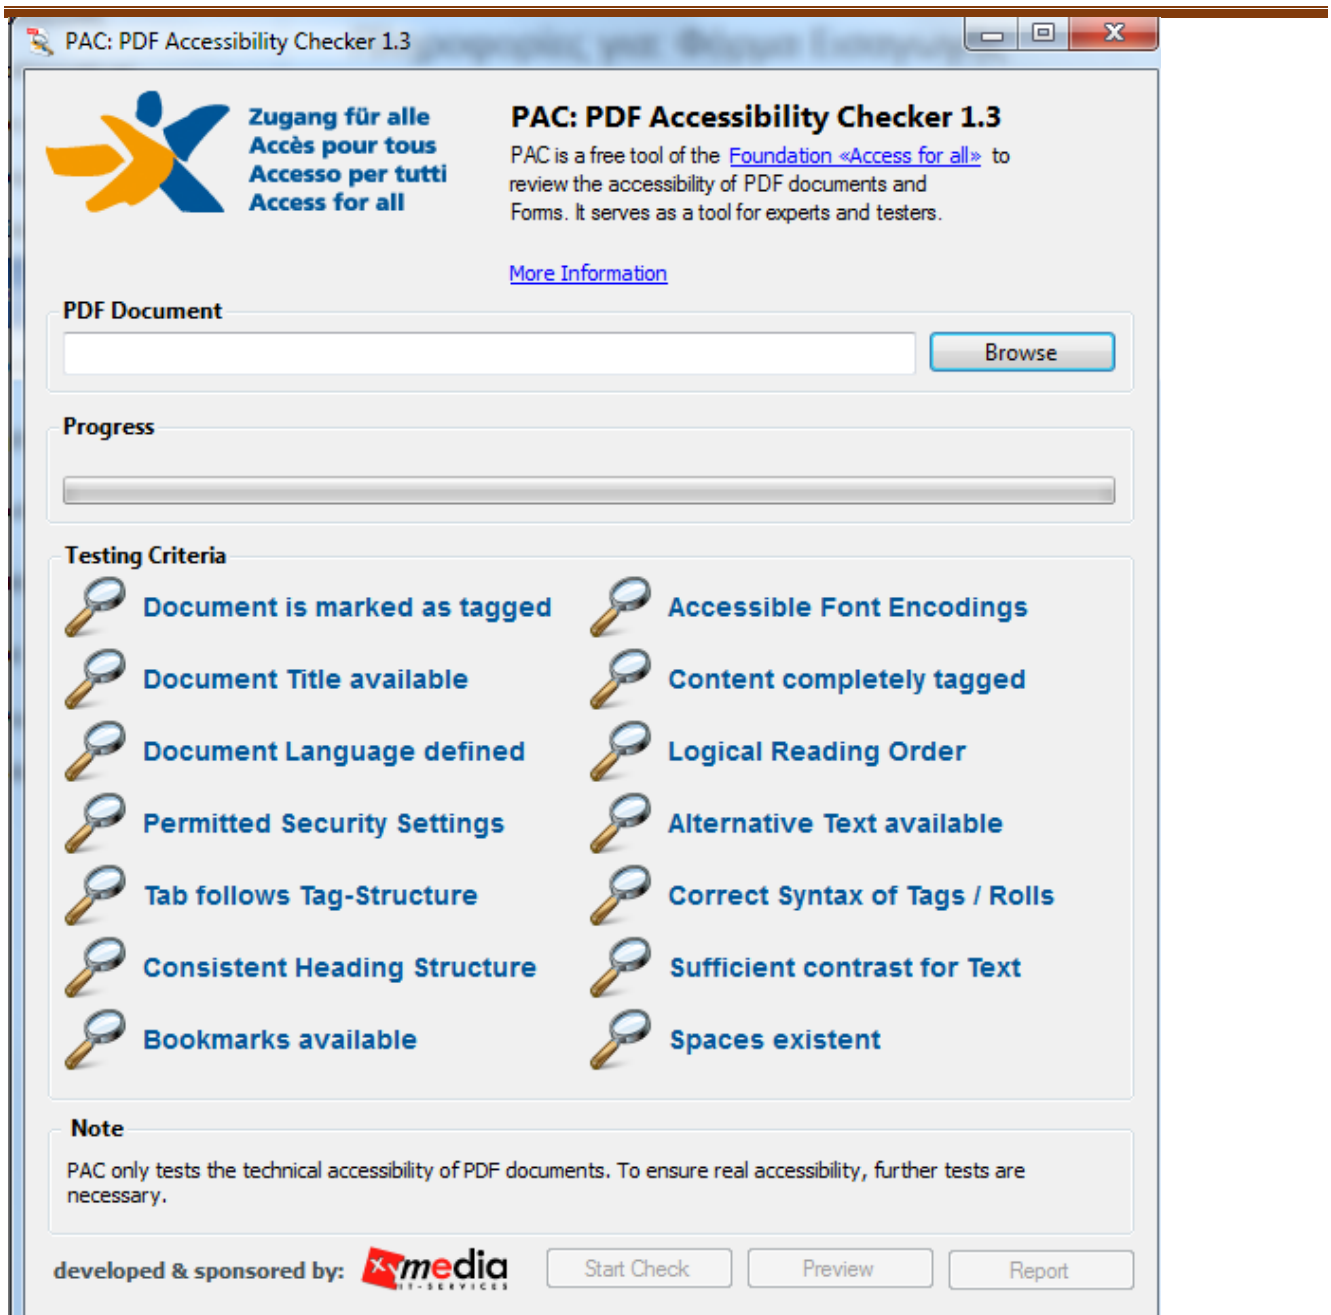 PAC: PDF Accessibility Checker 1.3
Zugang für alle
Accès pour tous
Accesso per tutti
Access for all
PAC: PDF Accessibility Checker 1.3
PAC is a free tool of the Foundation «Access for all» to
review the accessibility of PDF documents and
Forms. It serves as a tool for experts and testers.
More Information
PDF Document
Browse
Progress
Testing Criteria
Document is marked as tagged
Accessible Font Encodings
Document Title available
Content completely tagged
Document Language defined
Logical Reading Order
Permitted Security Settings
Alternative Text available
Tab follows Tag-Structure
Correct Syntax of Tags / Rolls
Consistent Heading Structure
Sufficient contrast for Text
Bookmarks available
Spaces existent
Note
PAC only tests the technical accessibility of PDF documents. To ensure real accessibility, further tests are
necessary.
developed & sponsored by:
xymedia
IT-SERVICES
Start Check
Preview
Report